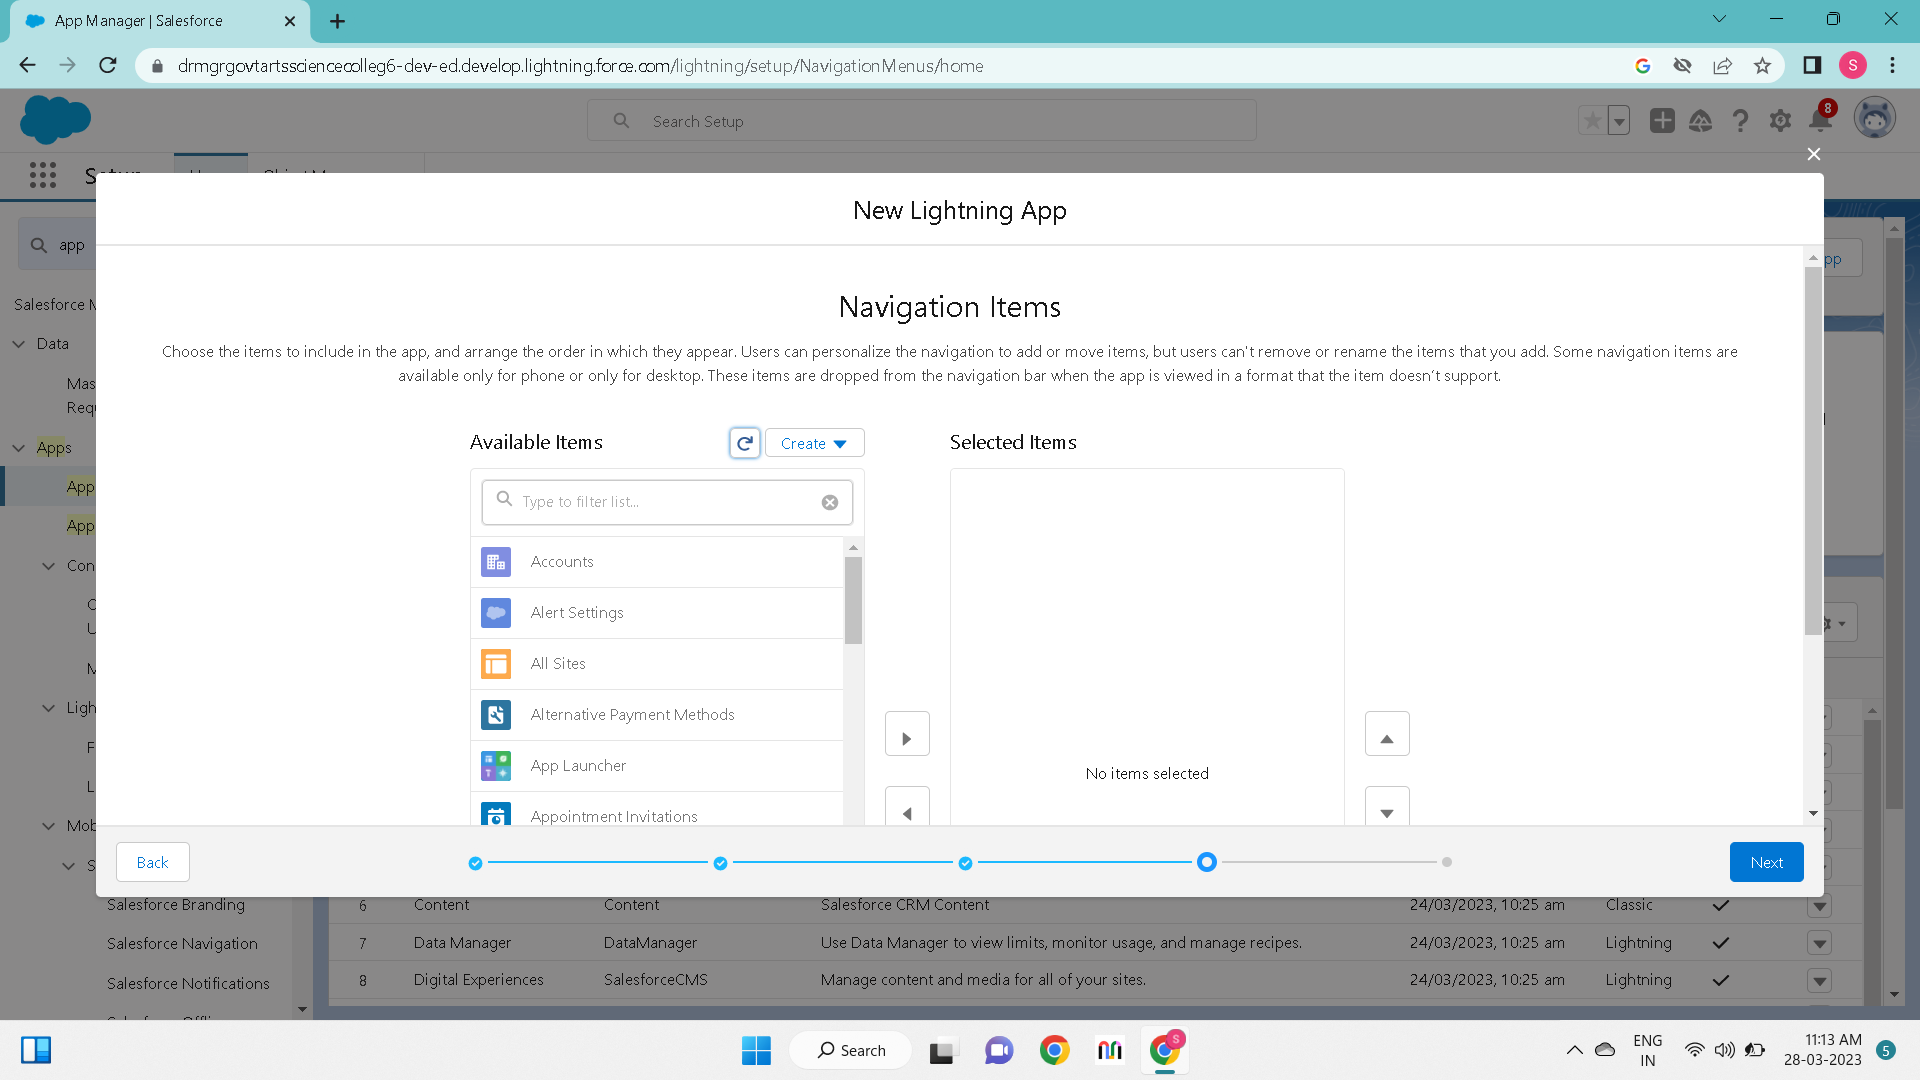 App Manager | Salesforce
drmgrgovtartssciencecolleg6-dev-ed.develop.lightning.force.com/lightning/setup/NavigationMenus/home
S
Search Setup
8
New Lightning App
app
Navigation Items
Salesforce M
Choose the items to include in the app, and arrange the order in which they appear. Users can personalize the navigation to add or move items, but users can't remove or rename the items that you add. Some navigation items are
available only for phone or only for desktop. These items are dropped from the navigation bar when the app is viewed in a format that the item doesn't support.
Data
Mas
Requ
Apps
App
App
Con
Ligh
Mob
Available Items
Create
Selected Items
Type to filter list...
Accounts
Alert Settings
All Sites
Alternative Payment Methods
App Launcher
Appointment Invitations
No items selected
Back
Next
Salesforce Branding
Salesforce Navigation
Salesforce Notifications
6 Content Content Salesforce CRM Content 24/03/2023, 10:25 am Classic
7 Data Manager DataManager Use Data Manager to view limits, monitor usage, and manage recipes. 24/03/2023, 10:25 am Lightning
8 Digital Experiences SalesforceCMS Manage content and media for all of your sites. 24/03/2023, 10:25 am Lightning
Search
S
ENG
IN
11:13 AM
28-03-2023
5